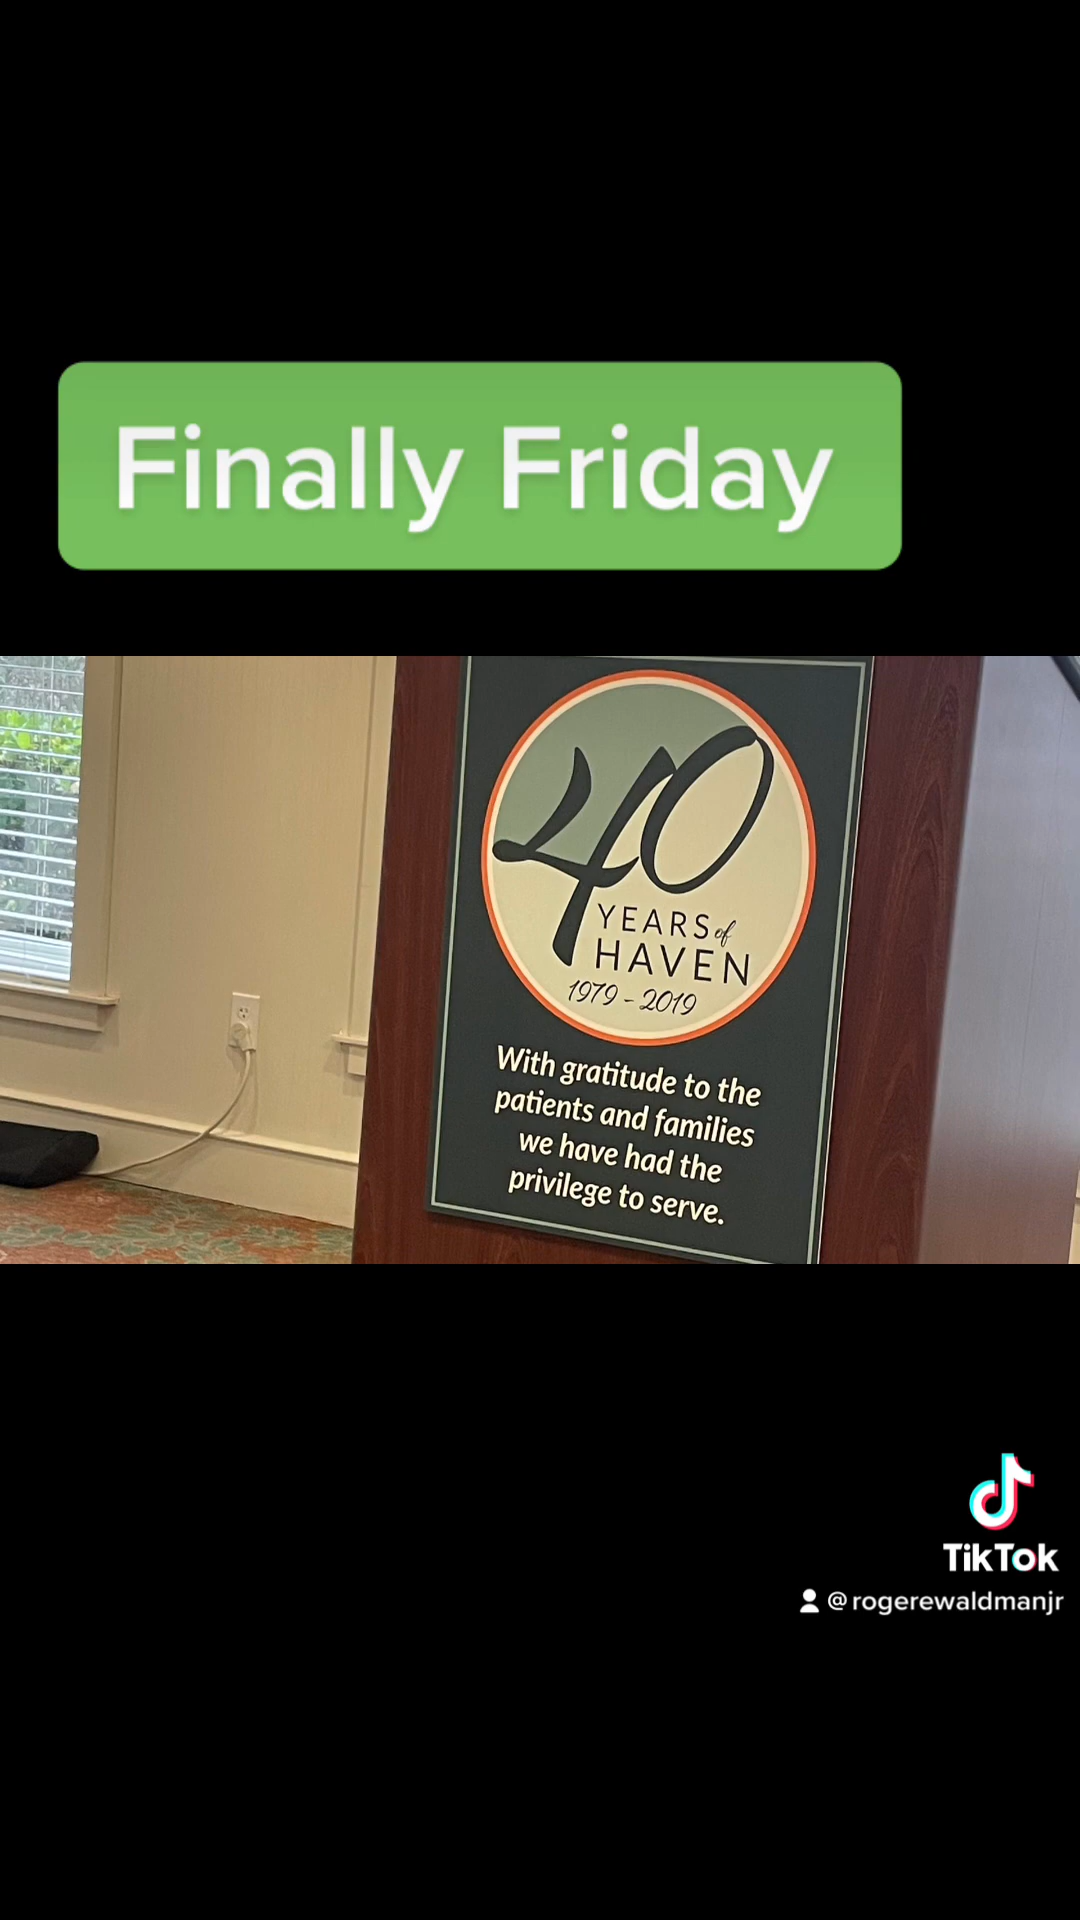 Finally Friday
40
YEARS of
HAVEN
1979 - 2019
With gratitude to the
patients and families
we have had the
privilege to serve.
TikTok
@rogerewaldmanjr